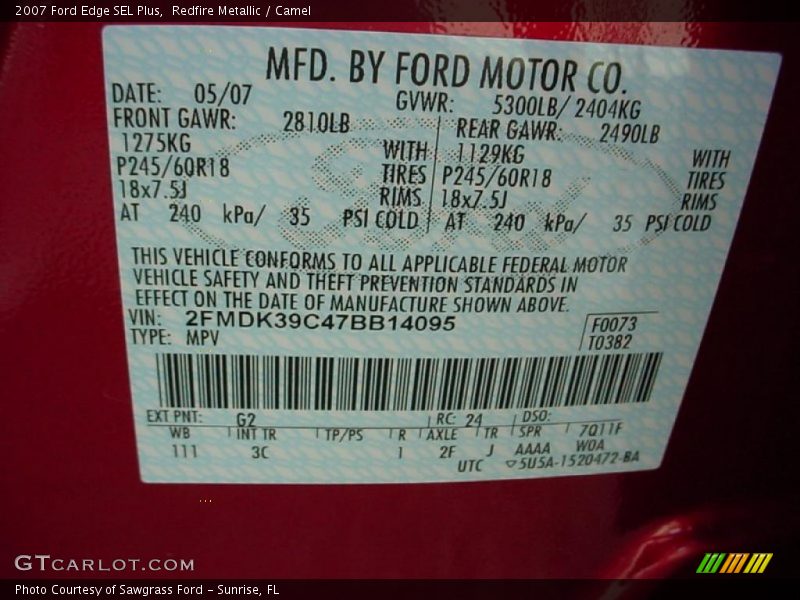 2007 Ford Edge SEL Plus,  Redfire Metallic / Camel
MFD. BY FORD MOTOR CO.
DATE: 05/07 GVWR: 5300LB/ 2404KG
FRONT GAWR: 2810LB REAR GAWR: 2490LB
1275KG WITH 1129KG WITH
P245/60R18 TIRES P245/60R18 TIRES
18x7.5J RIMS 18x7.5J RIMS
AT 240 kPa/ 35 PSI COLD AT 240 kPa/ 35 PSI COLD
THIS VEHICLE CONFORMS TO ALL APPLICABLE FEDERAL MOTOR
VEHICLE SAFETY AND THEFT PREVENTION STANDARDS IN
EFFECT ON THE DATE OF MANUFACTURE SHOWN ABOVE.
VIN: 2FMDK39C47BB14095 F0073
TYPE: MPV T0382
EXT PNT: G2 RC: 24 DSO:
WB INT TR TP/PS R AXLE TR SPR 7Q11F
111 3C 1 2F J AAAA W0A
UTC ▽5U5A-1520472-BA
GTCARLOT.COM
Photo Courtesy of Sawgrass Ford - Sunrise, FL